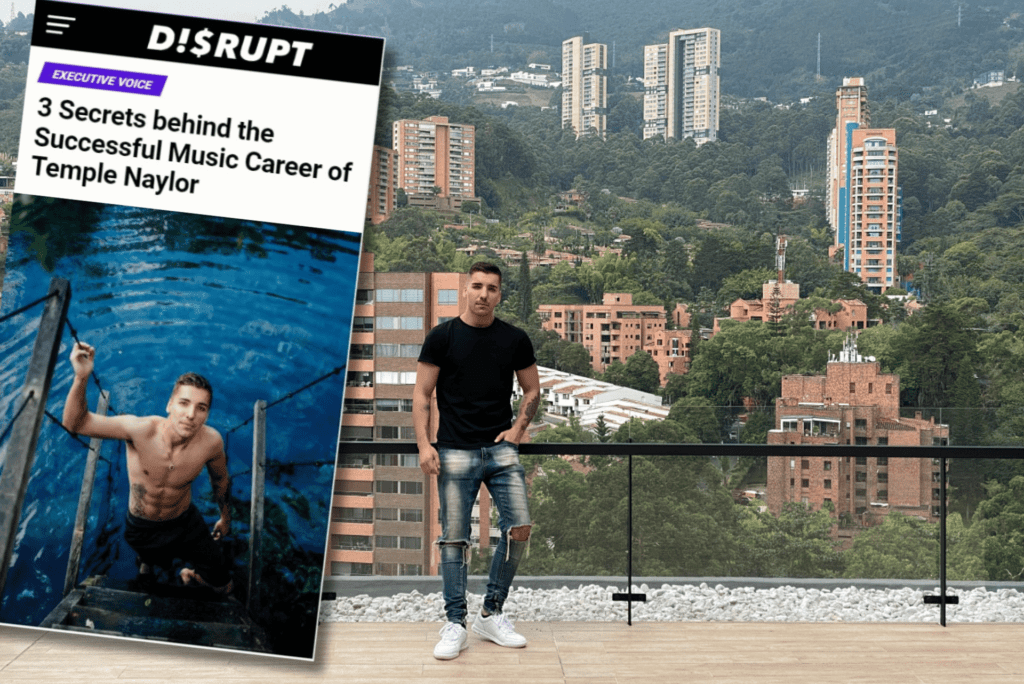 D!$RUPT
EXECUTIVE VOICE
3 Secrets behind the
Successful Music Career of
Temple Naylor